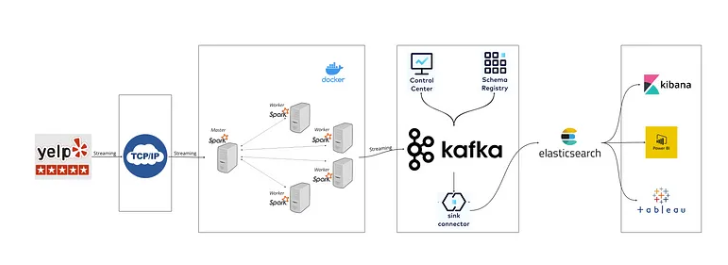 yelp
Streaming
TCP/IP
Streaming
docker
Master
Spark
Worker
Spark
Worker
Spark
Worker
Spark
Worker
Spark
Streaming
Control
Center
Schema
Registry
kafka
sink
connector
elasticsearch
kibana
Power BI
+ableau